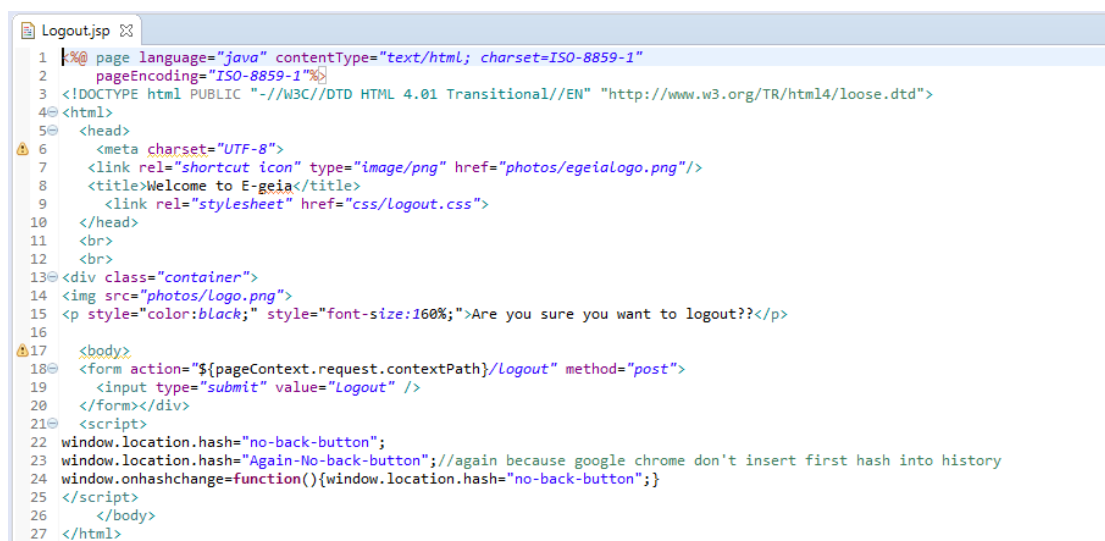 Logout.jsp
1 <%@ page language="java" contentType="text/html; charset=ISO-8859-1"
2 pageEncoding="ISO-8859-1"%>
3 <!DOCTYPE html PUBLIC "-//W3C//DTD HTML 4.01 Transitional//EN" "http://www.w3.org/TR/html4/loose.dtd">
4 <html>
5 <head>
6 <meta charset="UTF-8">
7 <link rel="shortcut icon" type="image/png" href="photos/egeialogo.png"/>
8 <title>Welcome to E-geia</title>
9 <link rel="stylesheet" href="css/logout.css">
10 </head>
11 <br>
12 <br>
13 <div class="container">
14 <img src="photos/logo.png">
15 <p style="color:black;" style="font-size:160%;">Are you sure you want to logout??</p>
16
17 <body>
18 <form action="${pageContext.request.contextPath}/logout" method="post">
19 <input type="submit" value="Logout" />
20 </form></div>
21 <script>
22 window.location.hash="no-back-button";
23 window.location.hash="Again-No-back-button";//again because google chrome don't insert first hash into history
24 window.onhashchange=function(){window.location.hash="no-back-button";}
25 </script>
26 </body>
27 </html>